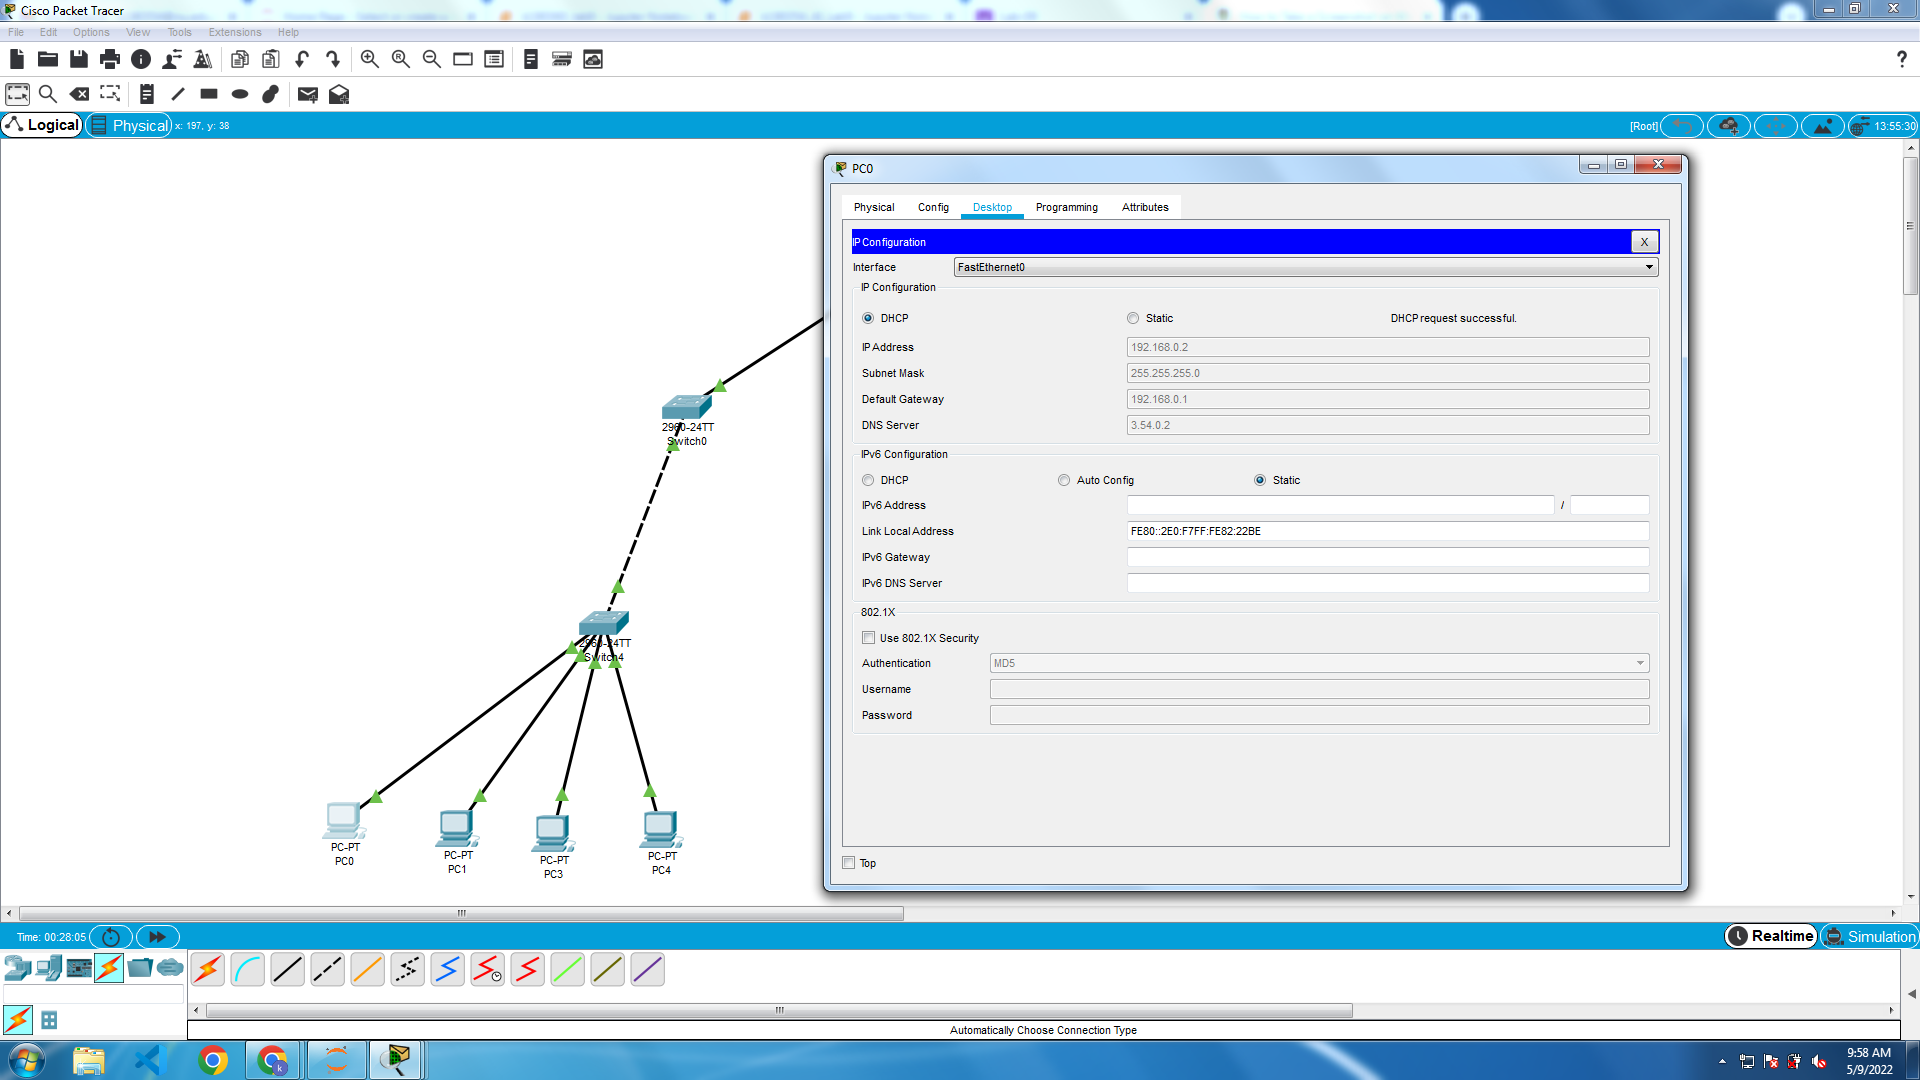 Cisco Packet Tracer
File Edit Options View Tools Extensions Help
?
Logical Physical x: 197, y: 38
[Root] 13:55:30
PC0
Physical Config Desktop Programming Attributes
IP Configuration
X
Interface FastEthernet0
IP Configuration
DHCP Static DHCP request successful.
IP Address 192.168.0.2
Subnet Mask 255.255.255.0
Default Gateway 192.168.0.1
DNS Server 3.54.0.2
IPv6 Configuration
DHCP Auto Config Static
IPv6 Address /
Link Local Address FE80::2E0:F7FF:FE82:22BE
IPv6 Gateway
IPv6 DNS Server
802.1X
Use 802.1X Security
Authentication MD5
Username
Password
Top
2960-24TT
Switch0
2960-24TT
Switch4
PC-PT
PC0
PC-PT
PC1
PC-PT
PC3
PC-PT
PC4
Time: 00:28:05
Realtime Simulation
Automatically Choose Connection Type
9:58 AM
5/9/2022